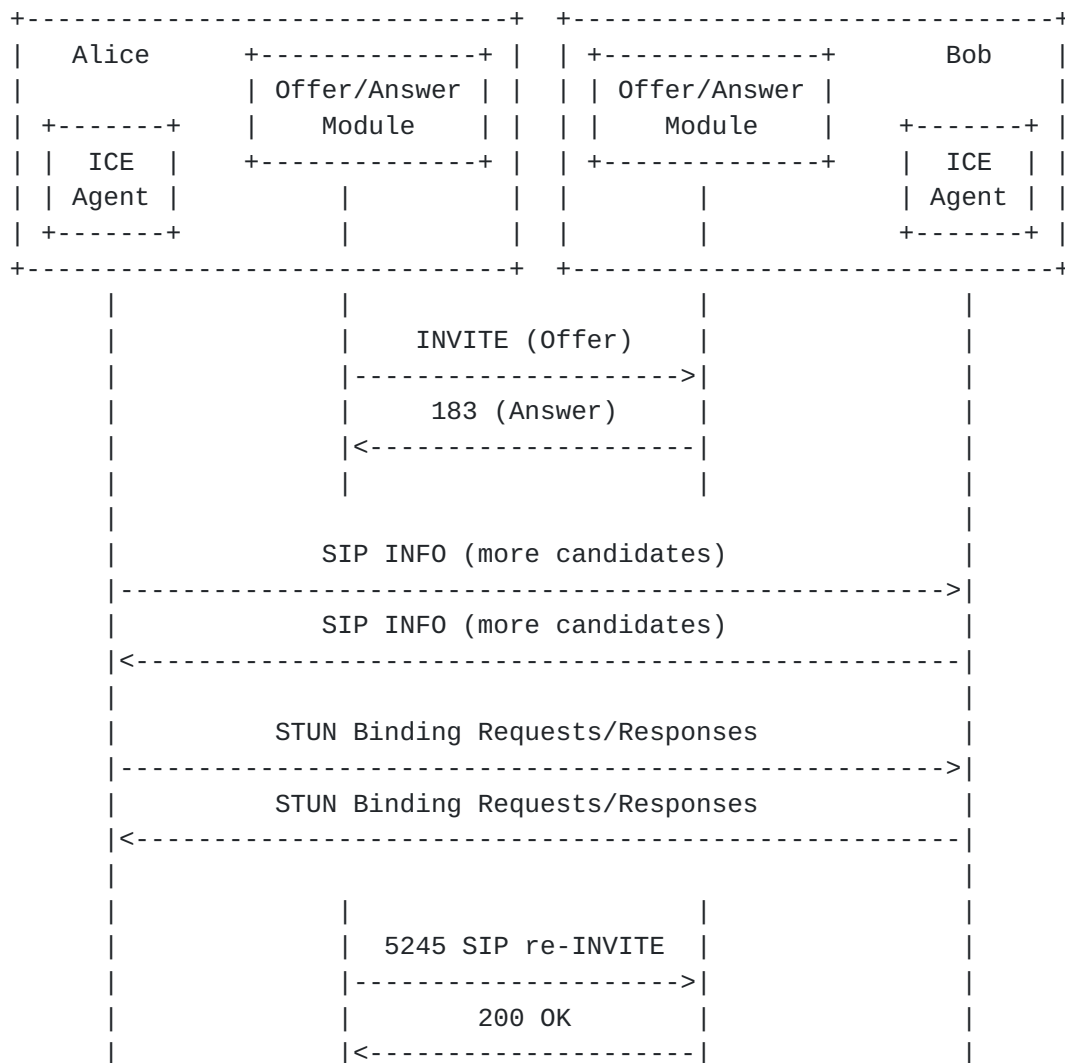 Alice Bob
Offer/Answer Offer/Answer
Module Module
ICE ICE
Agent Agent
INVITE (Offer)
183 (Answer)
SIP INFO (more candidates)
SIP INFO (more candidates)
STUN Binding Requests/Responses
STUN Binding Requests/Responses
5245 SIP re-INVITE
200 OK